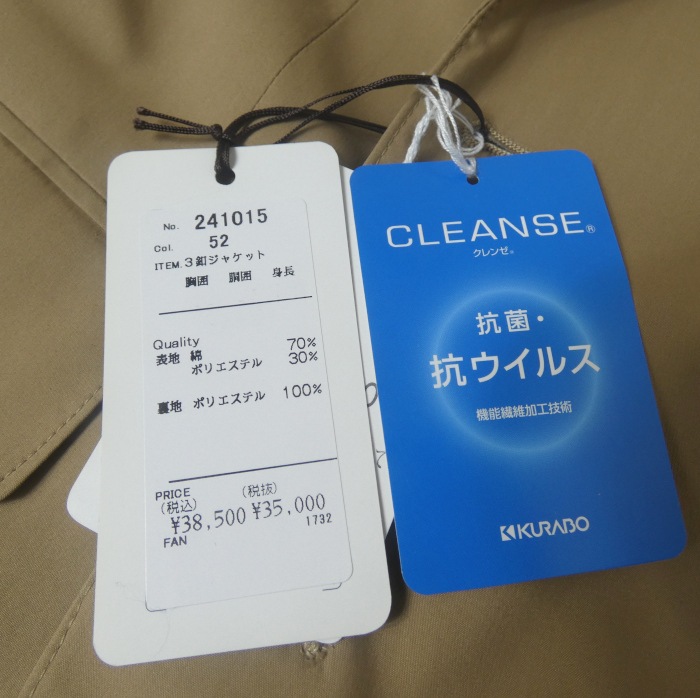 No. 241015
Col. 52
ITEM.3釦ジャケット
胸囲 胴囲 身長
Quality
表地 綿 70%
ポリエステル 30%
裏地 ポリエステル 100%
PRICE
(税込) (税抜)
¥38,500 ¥35,000
FAN 1732
CLEANSE®
クレンゼ®
抗菌・
抗ウイルス
機能繊維加工技術
KURABO